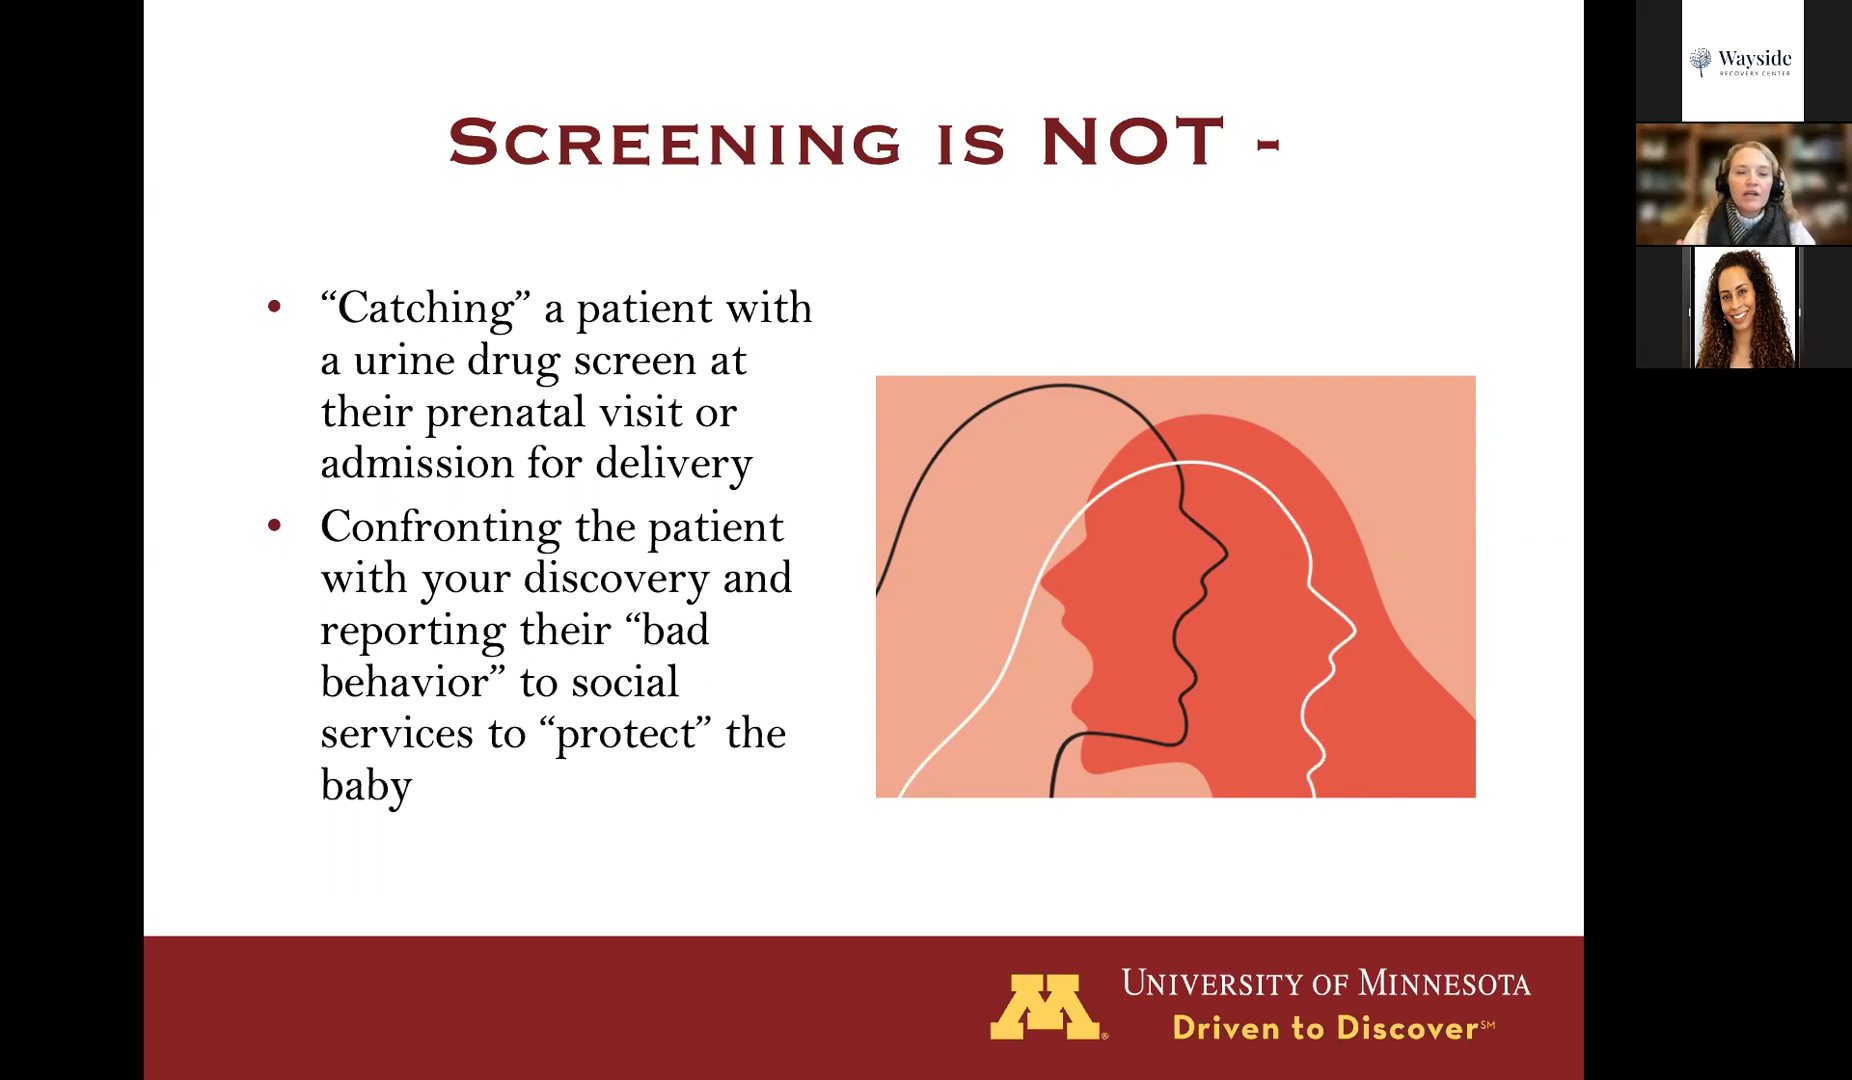 SCREENING IS NOT -
• “Catching” a patient with
a urine drug screen at
their prenatal visit or
admission for delivery
• Confronting the patient
with your discovery and
reporting their “bad
behavior” to social
services to “protect” the
baby
UNIVERSITY OF MINNESOTA
Driven to Discover℠
M®
Wayside
RECOVERY CENTER